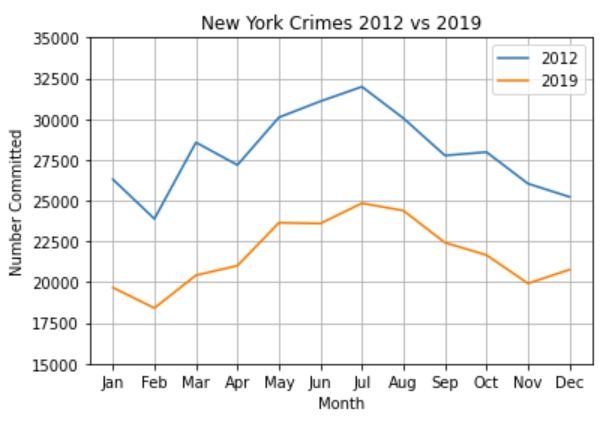 New York Crimes 2012 vs 2019
35000
32500
30000
27500
25000
22500
20000
17500
15000
Number Committed
2012
2019
Jan Feb Mar Apr May Jun Jul Aug Sep Oct Nov Dec
Month